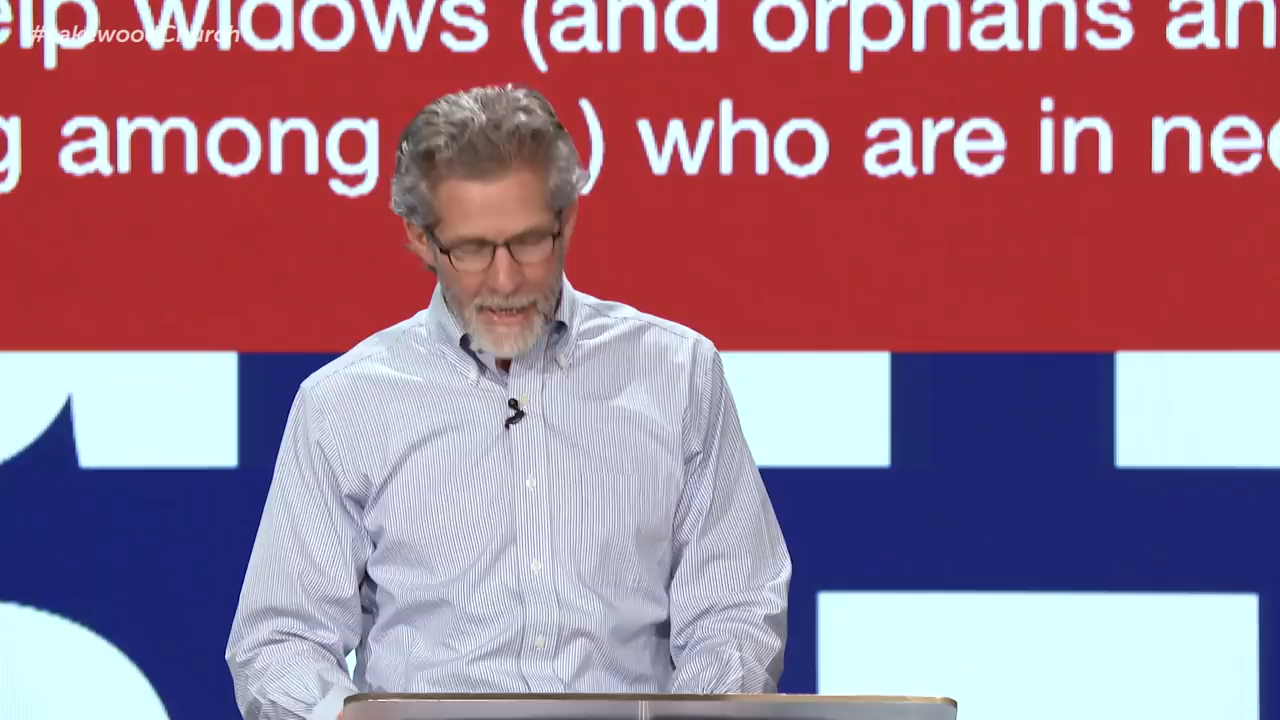 #LakewoodChurch
elp widows (and orphans an
g among ) who are in nee